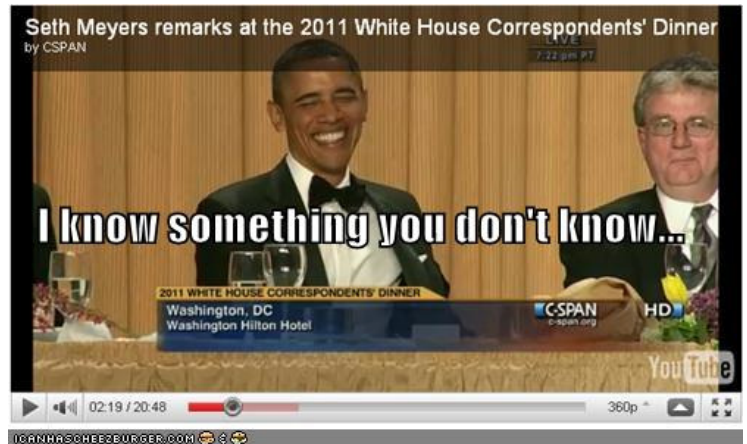 Seth Meyers remarks at the 2011 White House Correspondents' Dinner
by CSPAN
LIVE
7:22 pm PT
I know something you don't know...
2011 WHITE HOUSE CORRESPONDENTS' DINNER
Washington, DC
Washington Hilton Hotel
C-SPAN
c-span.org
HD
YouTube
02:19 / 20:48
360p
ICANHASCHEEZBURGER.COM